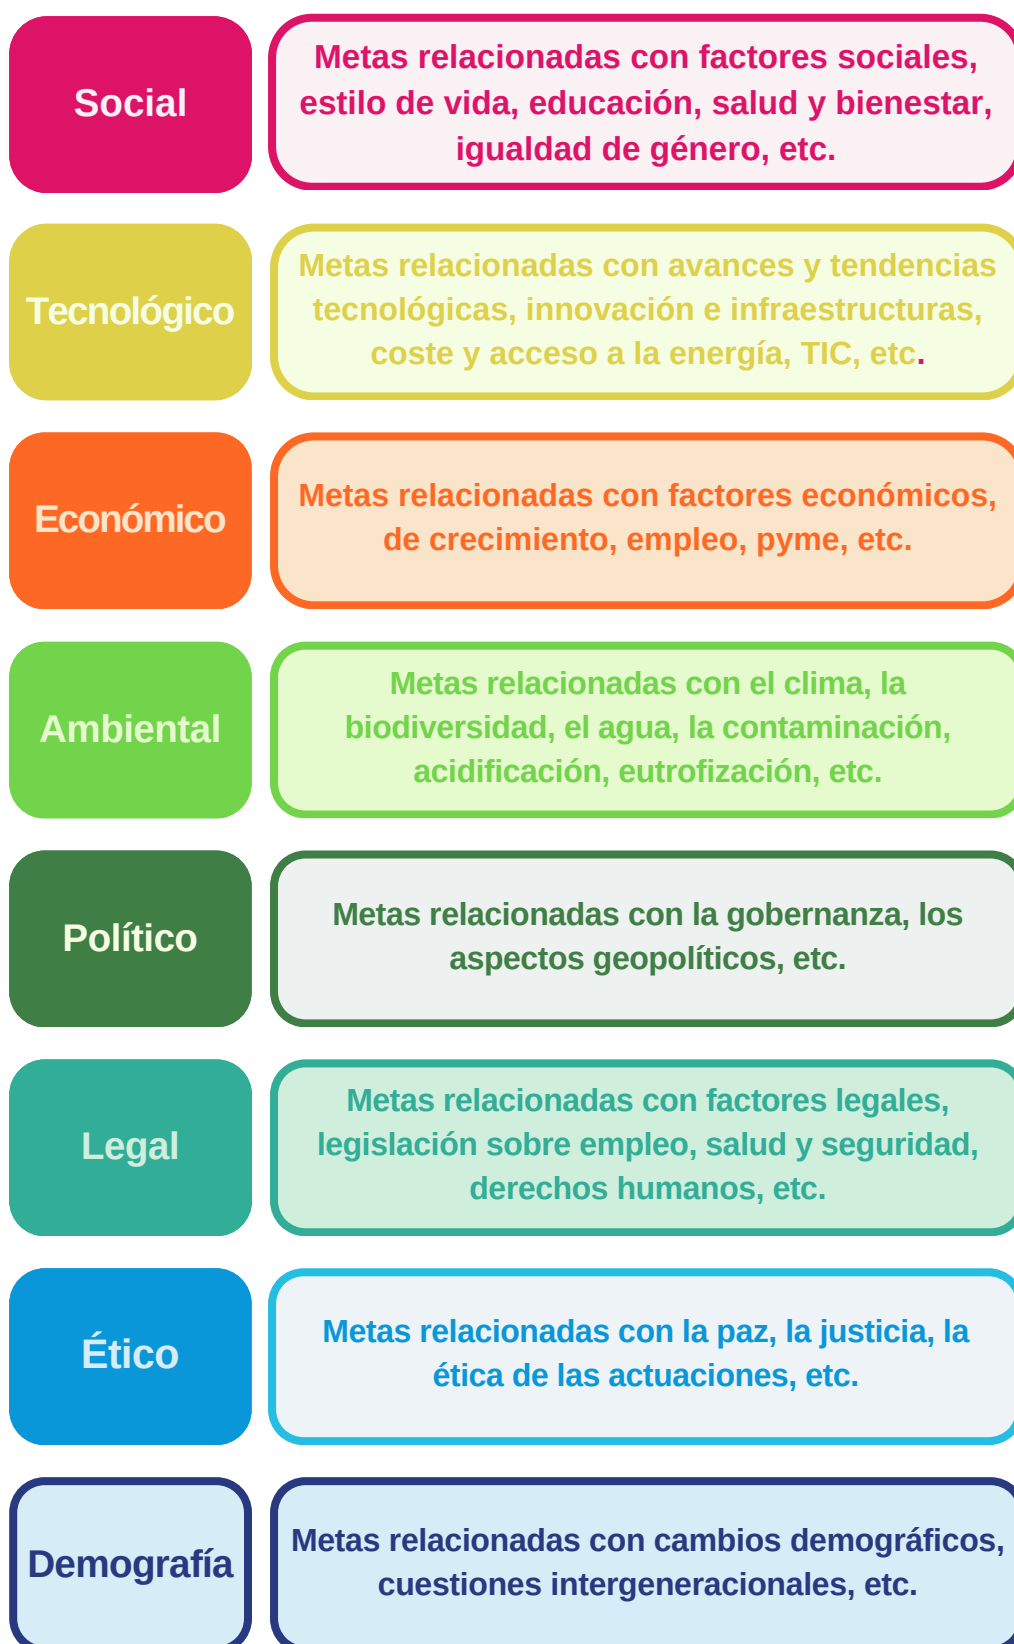 Social
Metas relacionadas con factores sociales,
estilo de vida, educación, salud y bienestar,
igualdad de género, etc.
Tecnológico
Metas relacionadas con avances y tendencias
tecnológicas, innovación e infraestructuras,
coste y acceso a la energía, TIC, etc.
Económico
Metas relacionadas con factores económicos,
de crecimiento, empleo, pyme, etc.
Ambiental
Metas relacionadas con el clima, la
biodiversidad, el agua, la contaminación,
acidificación, eutrofización, etc.
Político
Metas relacionadas con la gobernanza, los
aspectos geopolíticos, etc.
Legal
Metas relacionadas con factores legales,
legislación sobre empleo, salud y seguridad,
derechos humanos, etc.
Ético
Metas relacionadas con la paz, la justicia, la
ética de las actuaciones, etc.
Demografía
Metas relacionadas con cambios demográficos,
cuestiones intergeneracionales, etc.